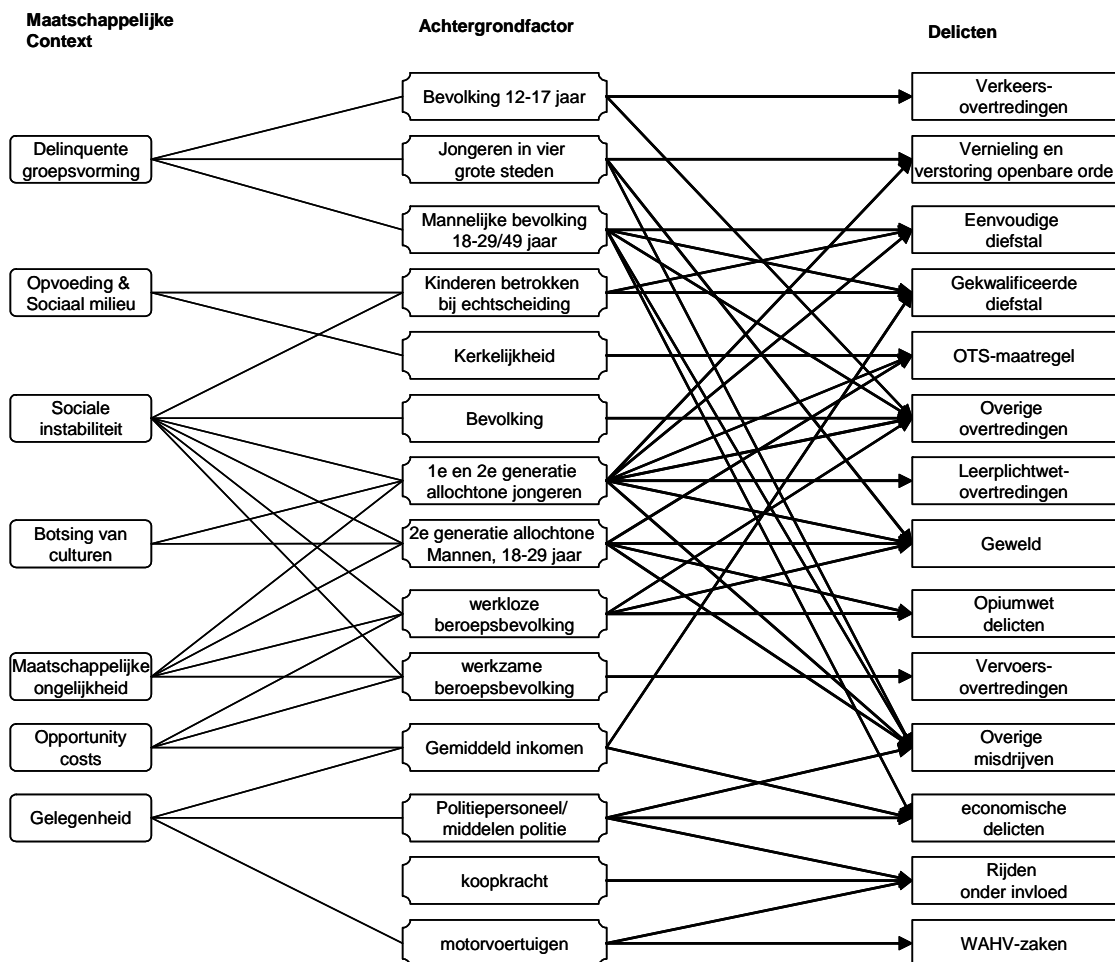 Maatschappelijke
Context
Achtergrondfactor
Delicten
Delinquente
groepsvorming
Opvoeding &
Sociaal milieu
Sociale
instabiliteit
Botsing van
culturen
Maatschappelijke
ongelijkheid
Opportunity
costs
Gelegenheid
Bevolking 12-17 jaar
Jongeren in vier
grote steden
Mannelijke bevolking
18-29/49 jaar
Kinderen betrokken
bij echtscheiding
Kerkelijkheid
Bevolking
1e en 2e generatie
allochtone jongeren
2e generatie allochtone
Mannen, 18-29 jaar
werkloze
beroepsbevolking
werkzame
beroepsbevolking
Gemiddeld inkomen
Politiepersoneel/
middelen politie
koopkracht
motorvoertuigen
Verkeers-
overtredingen
Vernieling en
verstoring openbare orde
Eenvoudige
diefstal
Gekwalificeerde
diefstal
OTS-maatregel
Overige
overtredingen
Leerplichtwet-
overtredingen
Geweld
Opiumwet
delicten
Vervoers-
overtredingen
Overige
misdrijven
economische
delicten
Rijden
onder invloed
WAHV-zaken